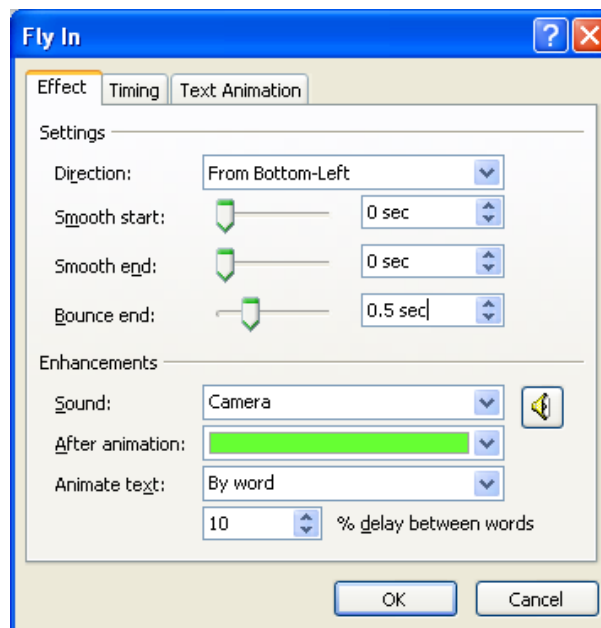 Fly In
Effect Timing Text Animation
Settings
Direction: From Bottom-Left
Smooth start: 0 sec
Smooth end: 0 sec
Bounce end: 0.5 sec
Enhancements
Sound: Camera
After animation:
Animate text: By word
10 % delay between words
OK Cancel